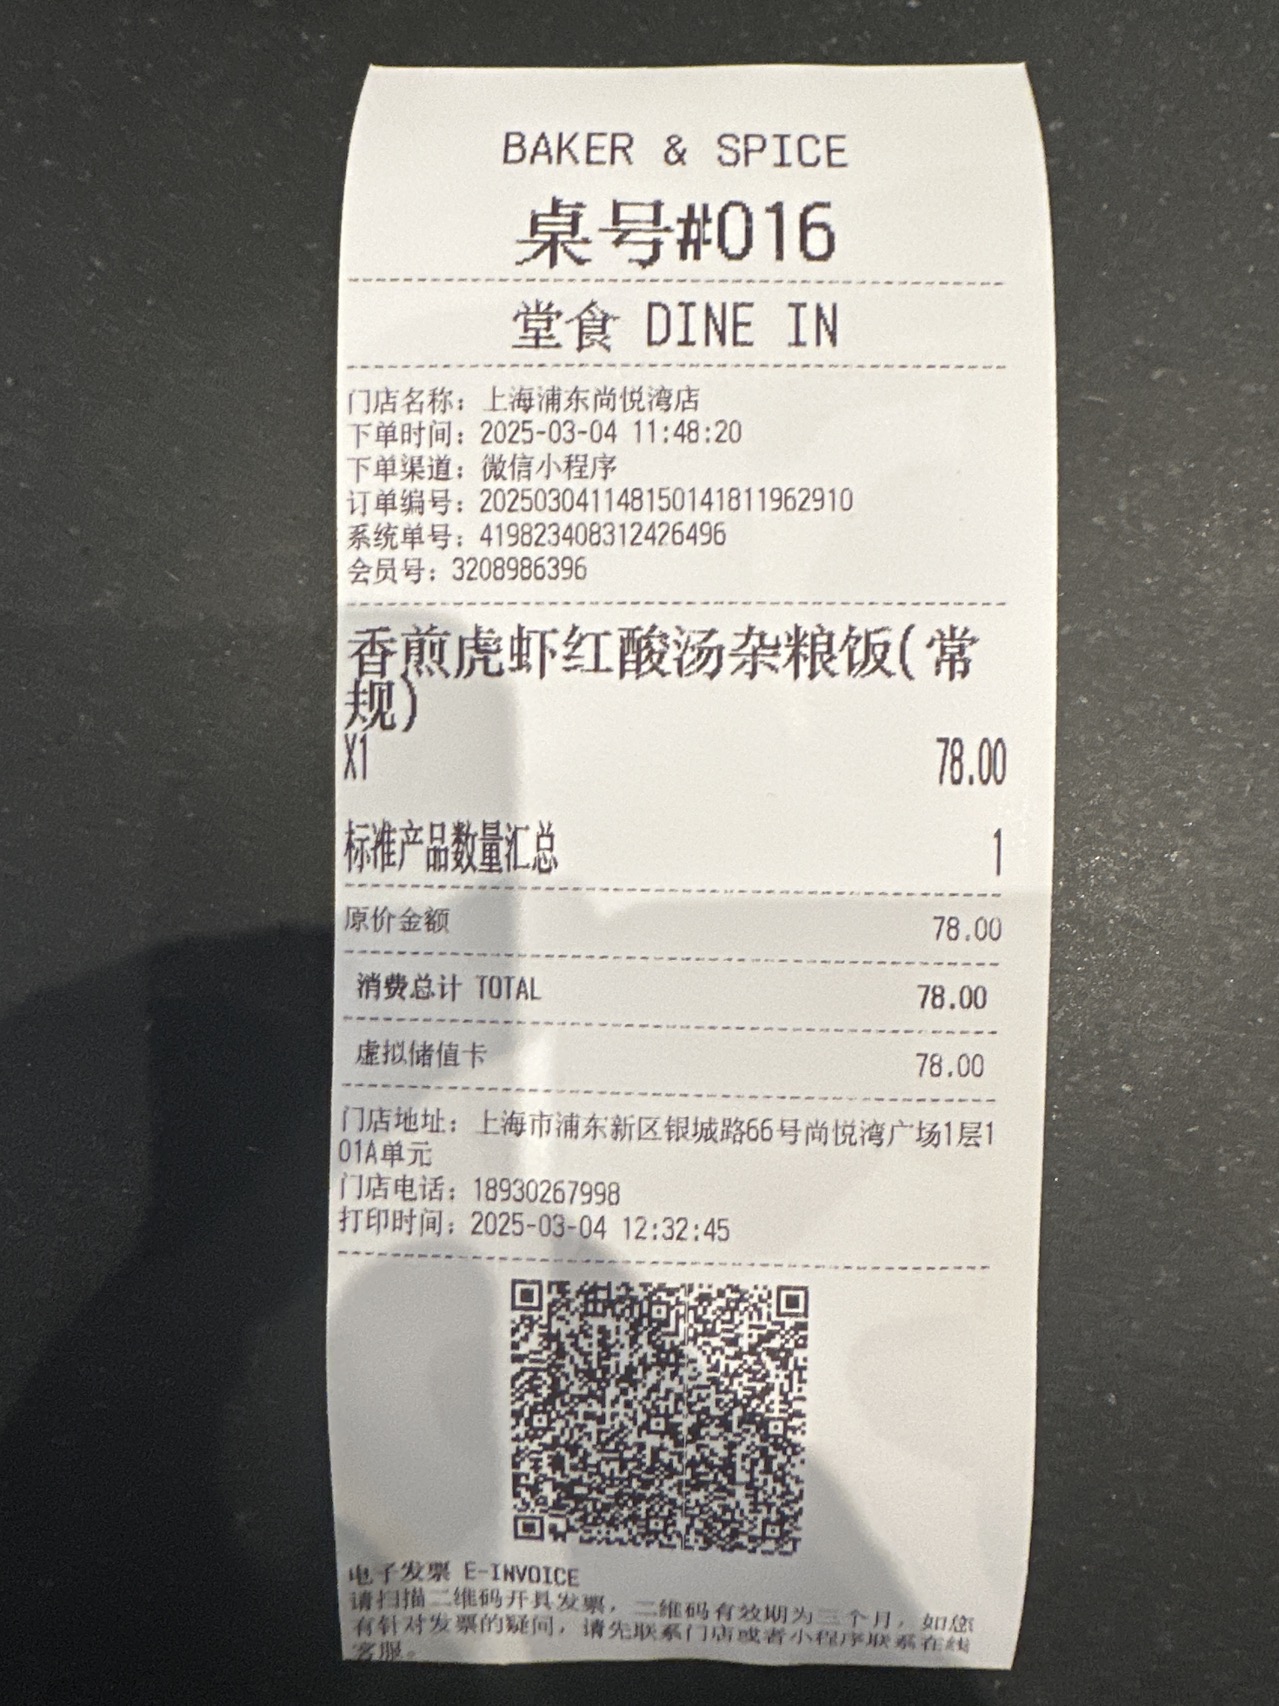 BAKER & SPICE
桌号#016
堂食 DINE IN
门店名称：上海浦东尚悦湾店
下单时间：2025-03-04 11:48:20
下单渠道：微信小程序
订单编号：2025030411481501418119​62910
系统单号：419823408312426496
会员号：3208986396
香煎虎虾红酸汤杂粮饭(常
规)
X1 78.00
标准产品数量汇总 1
原价金额 78.00
消费总计 TOTAL 78.00
虚拟储值卡 78.00
门店地址：上海市浦东新区银城路66号尚悦湾广场1层1
01A单元
门店电话：18930267998
打印时间：2025-03-04 12:32:45
电子发票 E-INVOICE
请扫描二维码开具发票，二维码有效期为三个月，如您
有针对发票的疑问，请先联系门店或者小程序联系在线
客服。